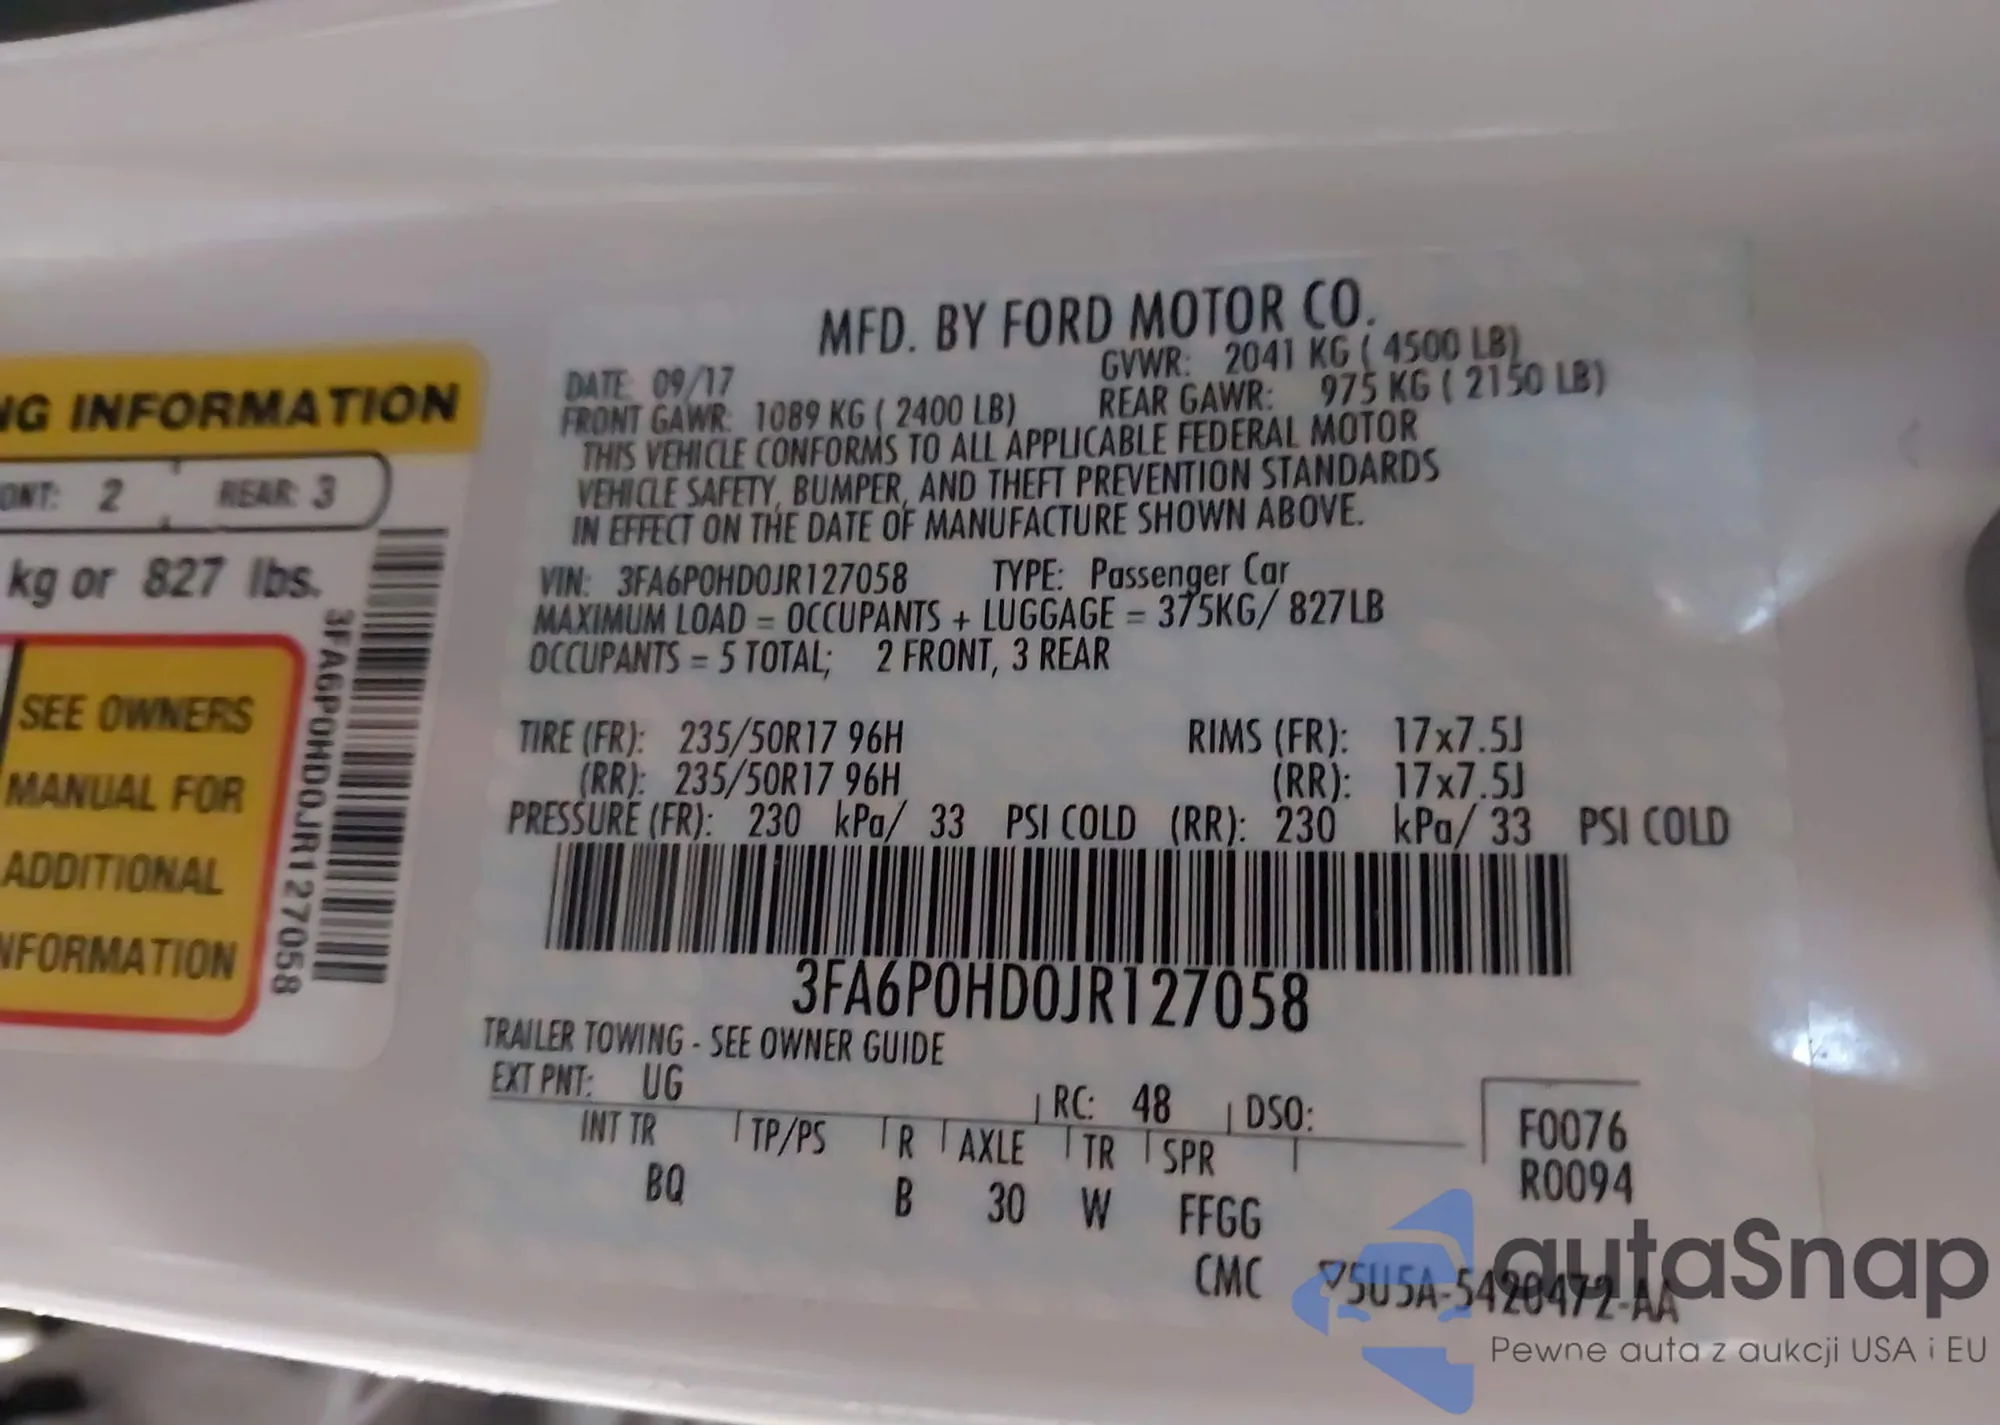 NG INFORMATION
ONT: 2 REAR: 3
kg or 827 lbs.
SEE OWNERS
MANUAL FOR
ADDITIONAL
NFORMATION
3FA6P0HD0JR127058
MFD. BY FORD MOTOR CO.
DATE: 09/17 GVWR: 2041 KG ( 4500 LB)
FRONT GAWR: 1089 KG ( 2400 LB) REAR GAWR: 975 KG ( 2150 LB)
THIS VEHICLE CONFORMS TO ALL APPLICABLE FEDERAL MOTOR
VEHICLE SAFETY, BUMPER, AND THEFT PREVENTION STANDARDS
IN EFFECT ON THE DATE OF MANUFACTURE SHOWN ABOVE.
VIN: 3FA6P0HD0JR127058 TYPE: Passenger Car
MAXIMUM LOAD = OCCUPANTS + LUGGAGE = 375KG/ 827LB
OCCUPANTS = 5 TOTAL; 2 FRONT, 3 REAR
TIRE (FR): 235/50R17 96H RIMS (FR): 17x7.5J
(RR): 235/50R17 96H (RR): 17x7.5J
PRESSURE (FR): 230 kPa/ 33 PSI COLD (RR): 230 kPa/ 33 PSI COLD
3FA6P0HD0JR127058
TRAILER TOWING - SEE OWNER GUIDE
EXT PNT: UG RC: 48 DSO:
INT TR TP/PS R AXLE TR SPR
BQ B 30 W FFGG
F0076
R0094
CMC 5U5A-5420472-AA
autaSnap
Pewne auta z aukcji USA i EU